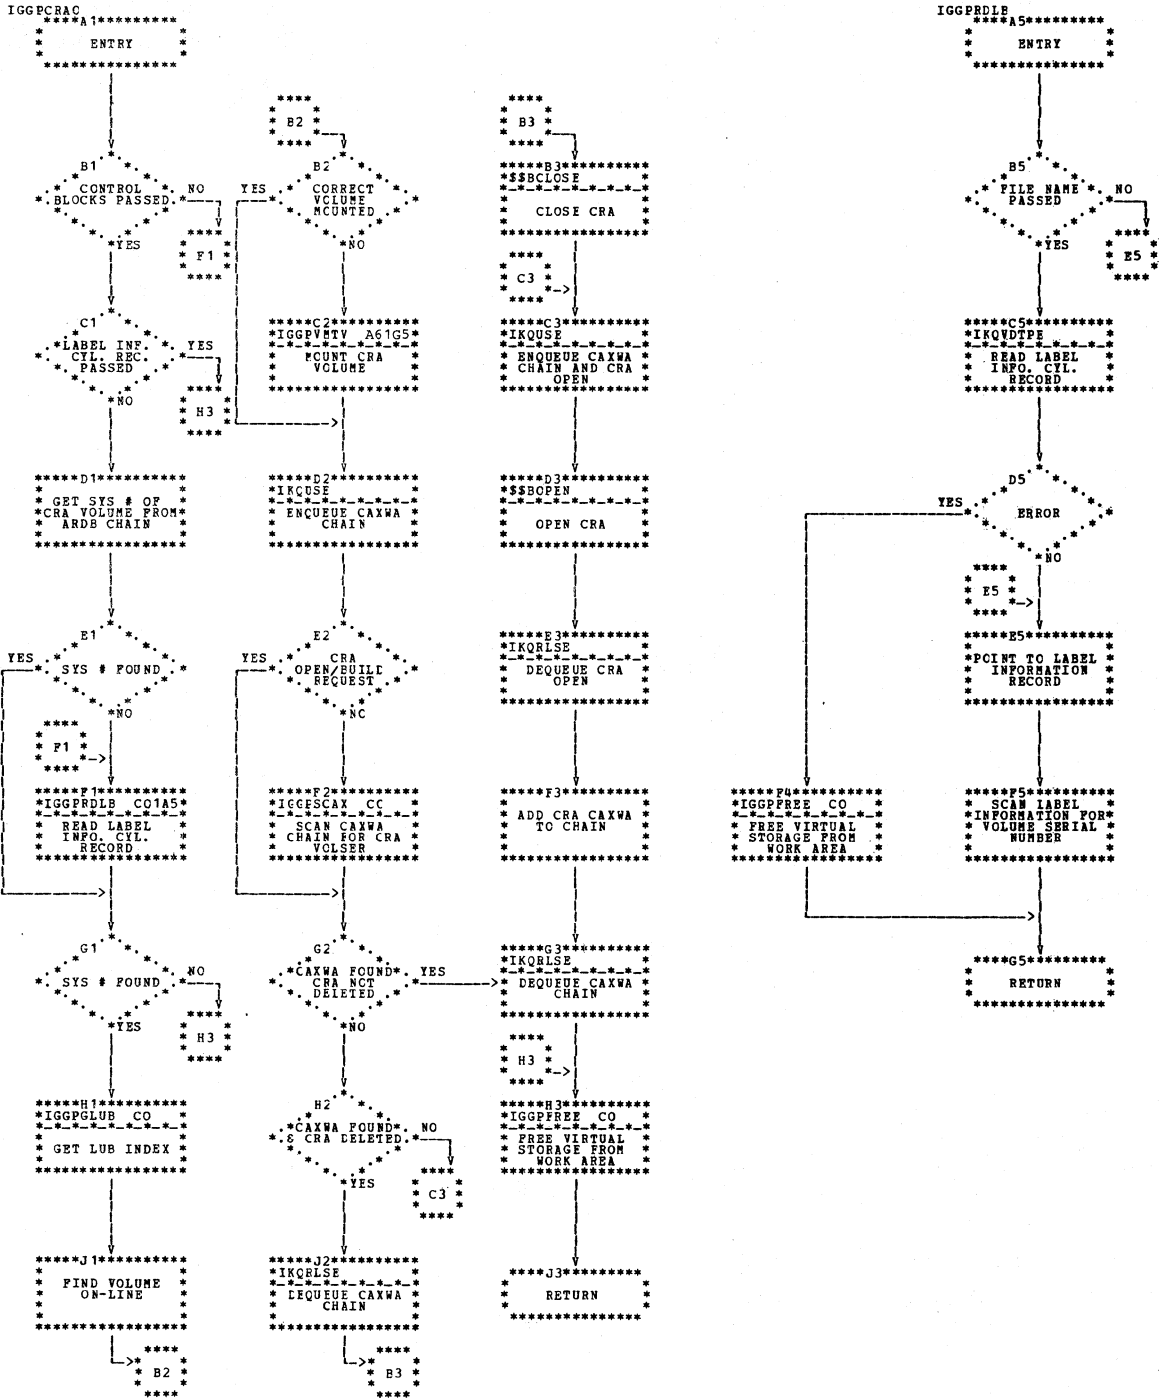 IGGPCRAC
A1
ENTRY
B1
CONTROL
BLOCKS PASSED
NO
YES
F1
C1
LABEL INF.
CYL. REC.
PASSED
YES
NO
H3
D1
GET SYS # OF
CRA VOLUME FROM
ARDB CHAIN
E1
YES
SYS # FOUND
NO
F1
F1
IGGPRDLB CO1A5
READ LABEL
INFO. CYL.
RECORD
G1
SYS # FOUND
NO
YES
H3
H1
IGGPGLUB CO
GET LUB INDEX
J1
FIND VOLUME
ON-LINE
B2
B2
B2
YES
CORRECT
VOLUME
MOUNTED
NO
C2
IGGPVMTV A61G5
MOUNT CRA
VOLUME
D2
IKQUSE
ENQUEUE CAXWA
CHAIN
E2
YES
CRA
OPEN/BUILD
REQUEST
NO
F2
IGGPSCAX CC
SCAN CAXWA
CHAIN FOR CRA
VOLSER
G2
CAXWA FOUND
CRA NOT
DELETED
YES
NO
H2
CAXWA FOUND
& CRA DELETED
NO
YES
C3
J2
IKQRLSE
DEQUEUE CAXWA
CHAIN
B3
B3
B3
$$BCLOSE
CLOSE CRA
C3
C3
IKQUSE
ENQUEUE CAXWA
CHAIN AND CRA
OPEN
D3
$$BOPEN
OPEN CRA
E3
IKQRLSE
DEQUEUE CRA
OPEN
F3
ADD CRA CAXWA
TO CHAIN
G3
IKQRLSE
DEQUEUE CAXWA
CHAIN
H3
H3
IGGPFREE CO
FREE VIRTUAL
STORAGE FROM
WORK AREA
J3
RETURN
IGGPRDLB
A5
ENTRY
B5
FILE NAME
PASSED
NO
YES
E5
C5
IKQVDTPE
READ LABEL
INFO. CYL.
RECORD
D5
YES
ERROR
NO
E5
E5
POINT TO LABEL
INFORMATION
RECORD
F4
IGGPFREE CO
FREE VIRTUAL
STORAGE FROM
WORK AREA
F5
SCAN LABEL
INFORMATION FOR
VOLUME SERIAL
NUMBER
G5
RETURN